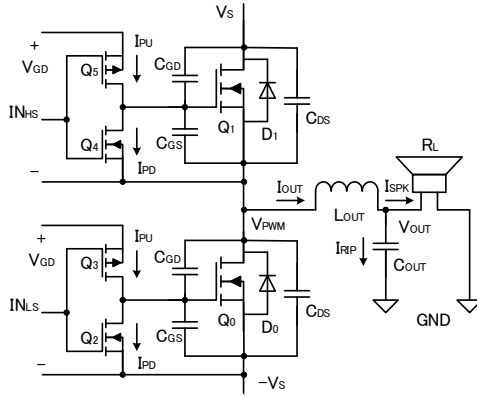 VS
+
IPU
VGD
Q5
CGD
INHS
Q1
D1
CDS
Q4
CGS
IPD
−
RL
IOUT
ISPK
VPWM
LOUT
VOUT
+
IPU
VGD
Q3
CGD
IRIP
COUT
INLS
Q0
D0
CDS
GND
Q2
CGS
IPD
−
−VS